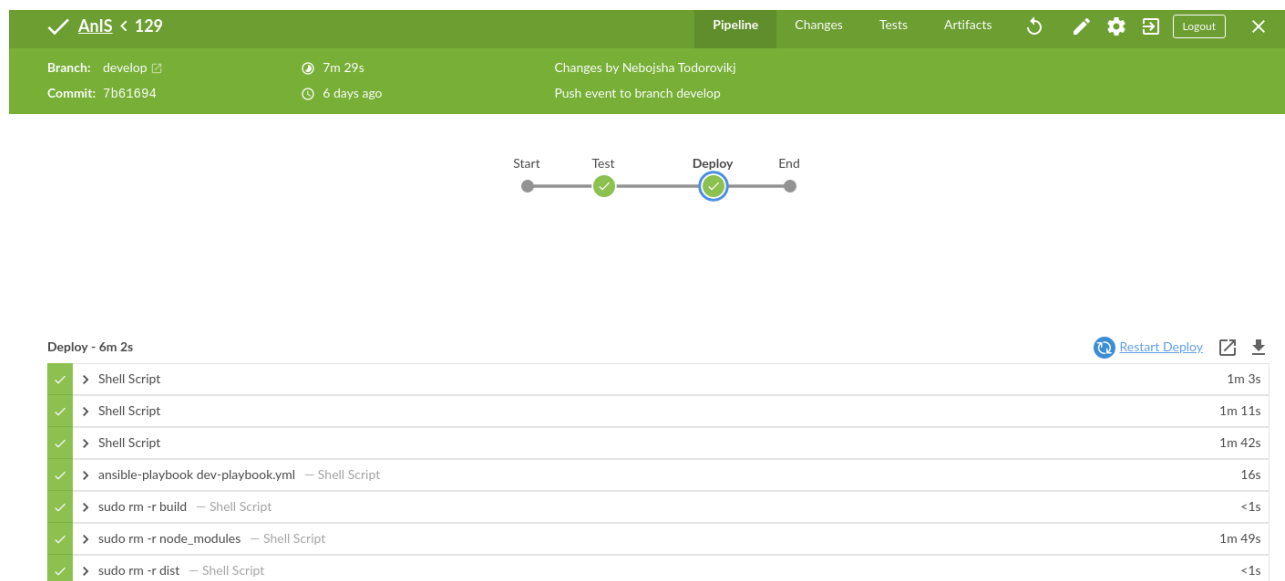 AnIS < 129 Pipeline Changes Tests Artifacts Logout
Branch: develop 7m 29s Changes by Nebojsha Todorovikj
Commit: 7b61694 6 days ago Push event to branch develop
Start Test Deploy End
Deploy - 6m 2s Restart Deploy
Shell Script 1m 3s
Shell Script 1m 11s
Shell Script 1m 42s
ansible-playbook dev-playbook.yml — Shell Script 16s
sudo rm -r build — Shell Script <1s
sudo rm -r node_modules — Shell Script 1m 49s
sudo rm -r dist — Shell Script <1s